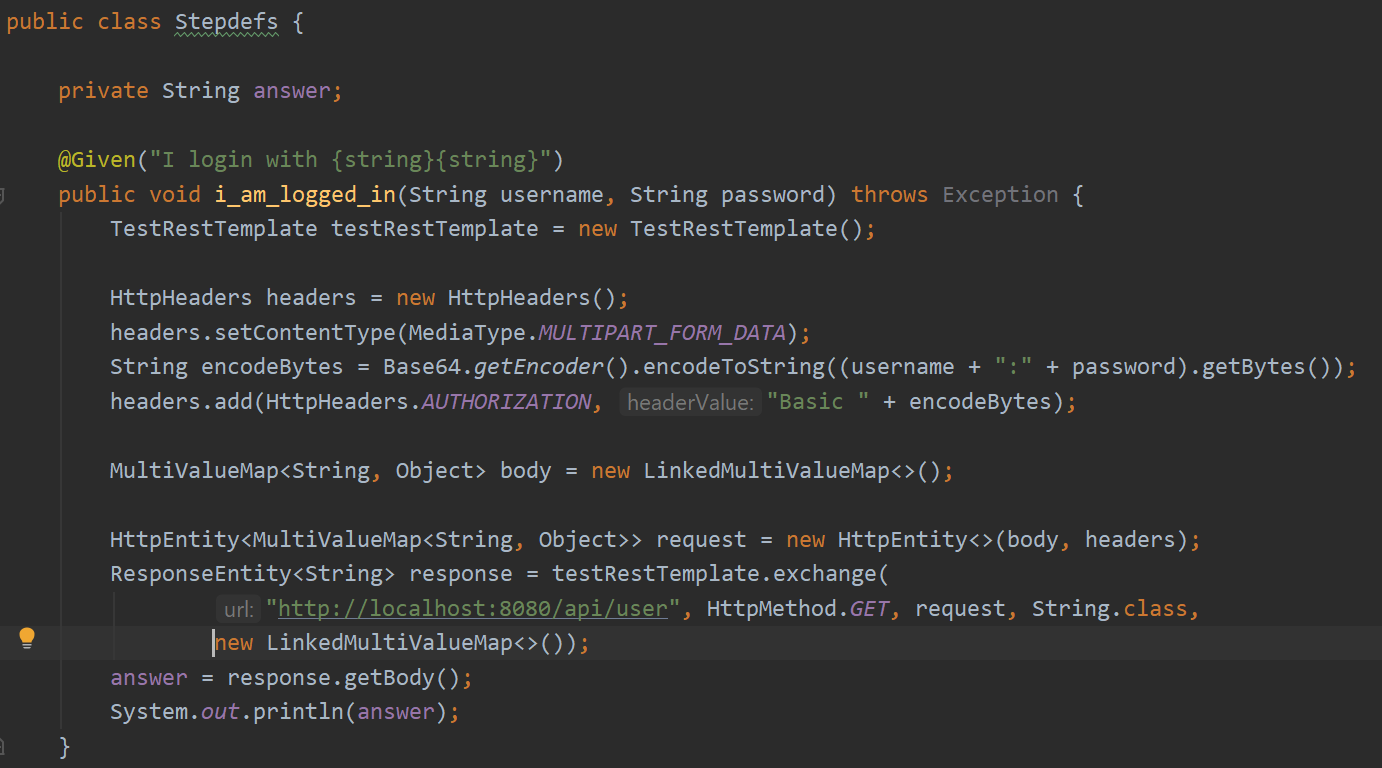 public class Stepdefs {
private String answer;
@Given("I login with {string}{string}")
public void i_am_logged_in(String username, String password) throws Exception {
TestRestTemplate testRestTemplate = new TestRestTemplate();
HttpHeaders headers = new HttpHeaders();
headers.setContentType(MediaType.MULTIPART_FORM_DATA);
String encodeBytes = Base64.getEncoder().encodeToString((username + ":" + password).getBytes());
headers.add(HttpHeaders.AUTHORIZATION, headerValue: "Basic " + encodeBytes);
MultiValueMap<String, Object> body = new LinkedMultiValueMap<>();
HttpEntity<MultiValueMap<String, Object>> request = new HttpEntity<>(body, headers);
ResponseEntity<String> response = testRestTemplate.exchange(
url: "http://localhost:8080/api/user", HttpMethod.GET, request, String.class,
new LinkedMultiValueMap<>());
answer = response.getBody();
System.out.println(answer);
}